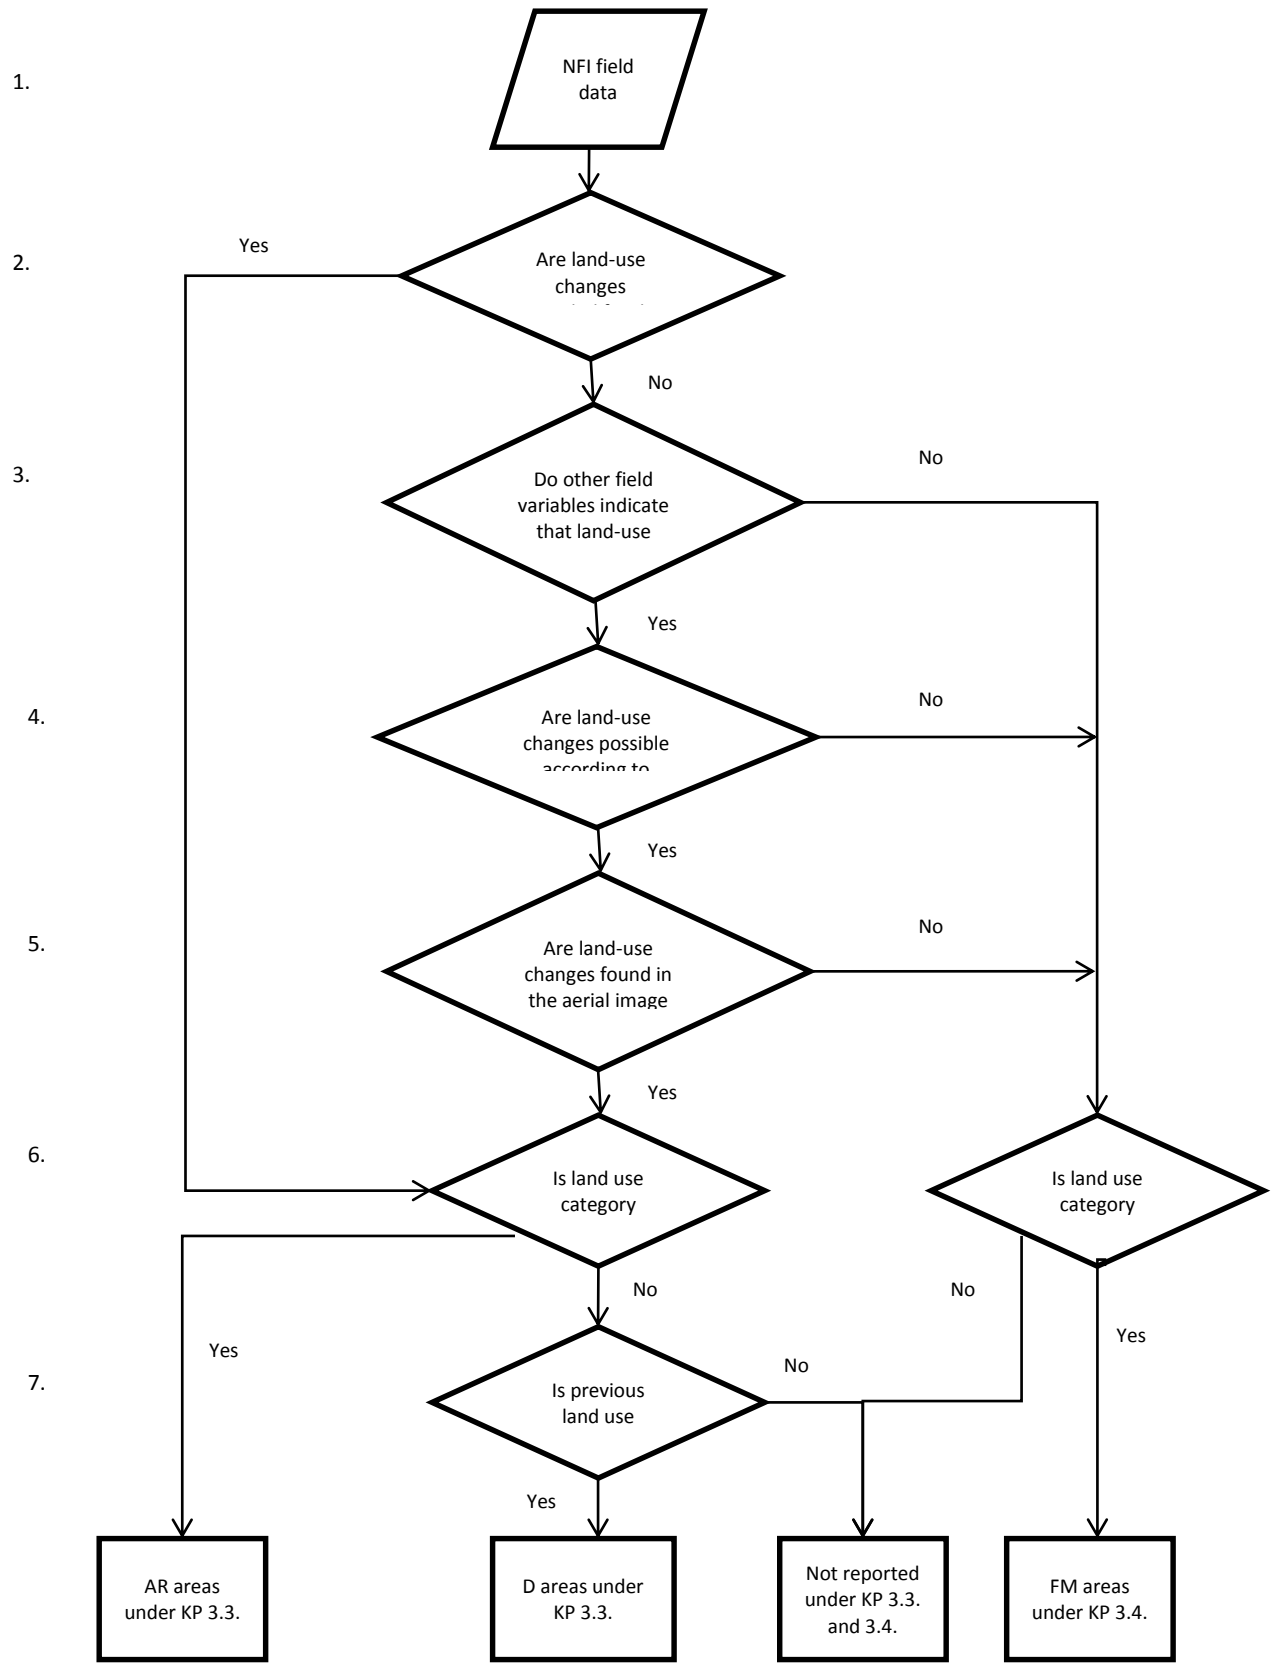 1.
NFI field
data
Yes
2.
Are land-use
changes
No
3.
Do other field
variables indicate
that land-use
No
Yes
4.
Are land-use
changes possible
according to
No
Yes
5.
Are land-use
changes found in
the aerial image
No
Yes
6.
Is land use
category
Is land use
category
No
No
Yes
Yes
7.
Is previous
land use
No
Yes
AR areas
under KP 3.3.
D areas under
KP 3.3.
Not reported
under KP 3.3.
and 3.4.
FM areas
under KP 3.4.